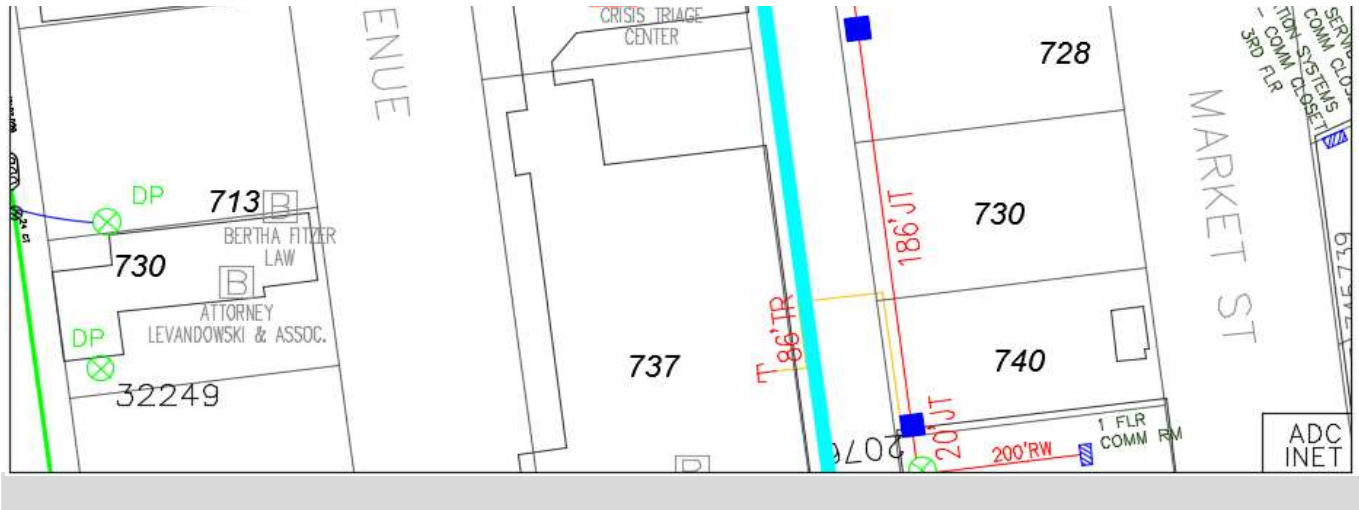 CRISIS TRIAGE
CENTER
ENUE
728
MARKET ST
COMM CLOSET
3RD FLR
DP
713
B
BERTHA FITZER
LAW
730
B
ATTORNEY
LEVANDOWSKI & ASSOC.
DP
32249
737
T
86'TR
186'JT
730
740
20'JT
2076
200'RW
1 FLR
COMM RM
B
ADC
INET